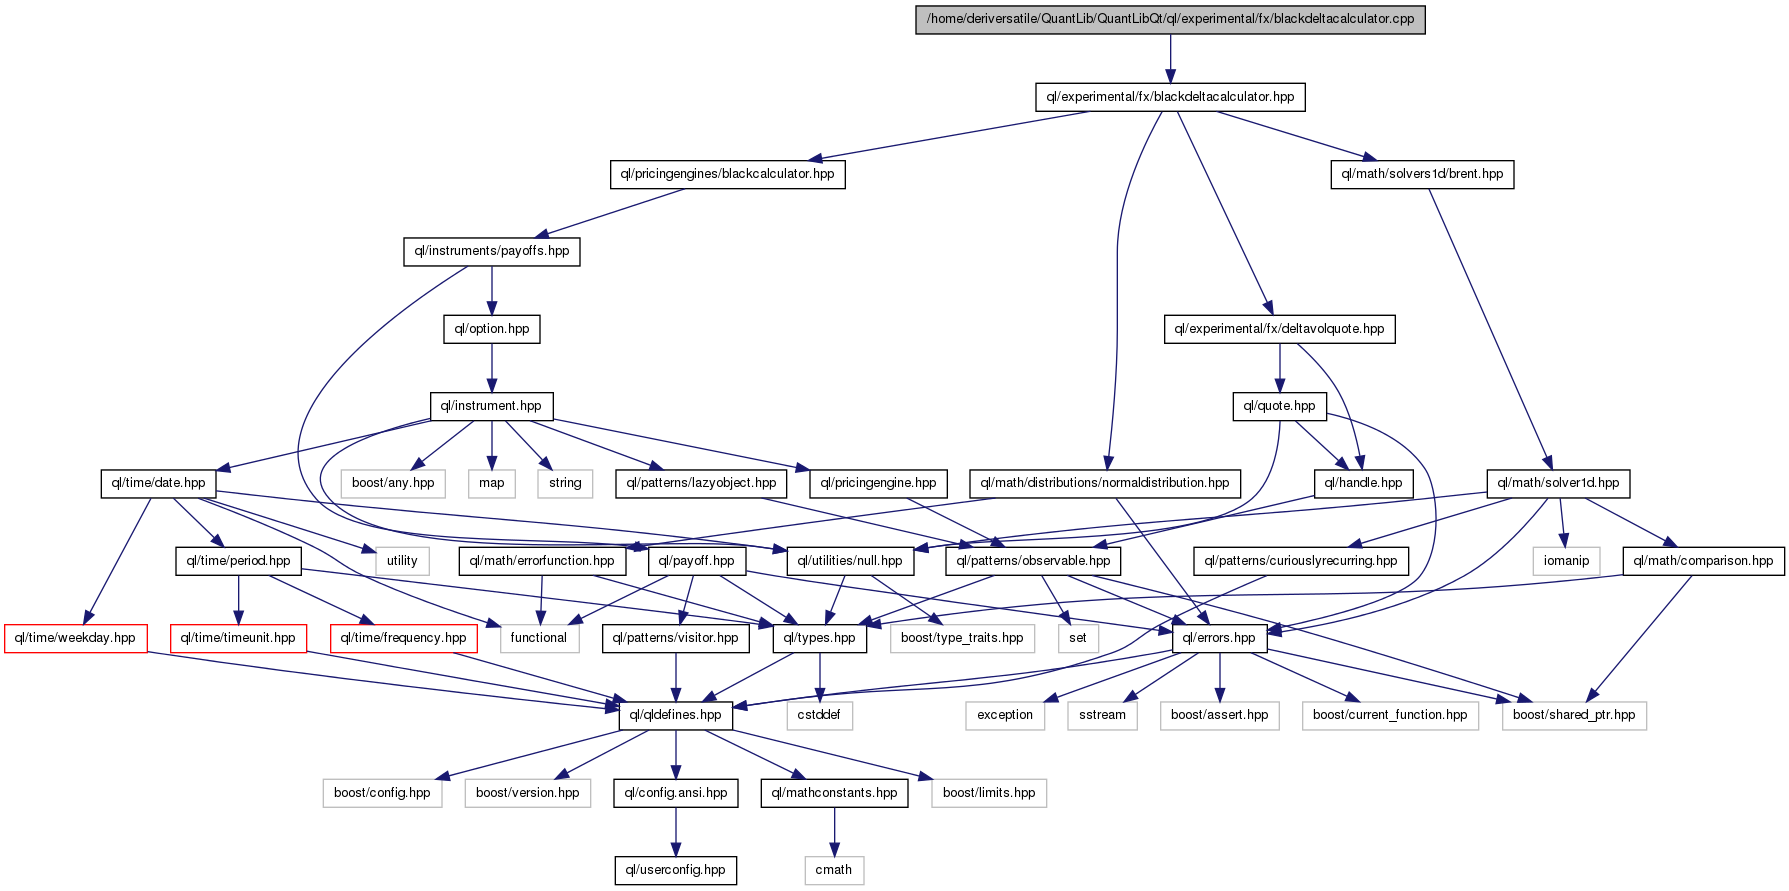 /home/deriversatile/QuantLib/QuantLibQt/ql/experimental/fx/blackdeltacalculator.cpp
ql/experimental/fx/blackdeltacalculator.hpp
ql/pricingengines/blackcalculator.hpp
ql/math/solvers1d/brent.hpp
ql/instruments/payoffs.hpp
ql/option.hpp
ql/experimental/fx/deltavolquote.hpp
ql/instrument.hpp
ql/quote.hpp
ql/time/date.hpp
boost/any.hpp
map
string
ql/patterns/lazyobject.hpp
ql/pricingengine.hpp
ql/math/distributions/normaldistribution.hpp
ql/handle.hpp
ql/math/solver1d.hpp
ql/time/period.hpp
utility
ql/math/errorfunction.hpp
ql/payoff.hpp
ql/utilities/null.hpp
ql/patterns/observable.hpp
ql/patterns/curiouslyrecurring.hpp
iomanip
ql/math/comparison.hpp
ql/time/weekday.hpp
ql/time/timeunit.hpp
ql/time/frequency.hpp
functional
ql/patterns/visitor.hpp
ql/types.hpp
boost/type_traits.hpp
set
ql/errors.hpp
ql/qldefines.hpp
cstddef
exception
sstream
boost/assert.hpp
boost/current_function.hpp
boost/shared_ptr.hpp
boost/config.hpp
boost/version.hpp
ql/config.ansi.hpp
ql/mathconstants.hpp
boost/limits.hpp
ql/userconfig.hpp
cmath